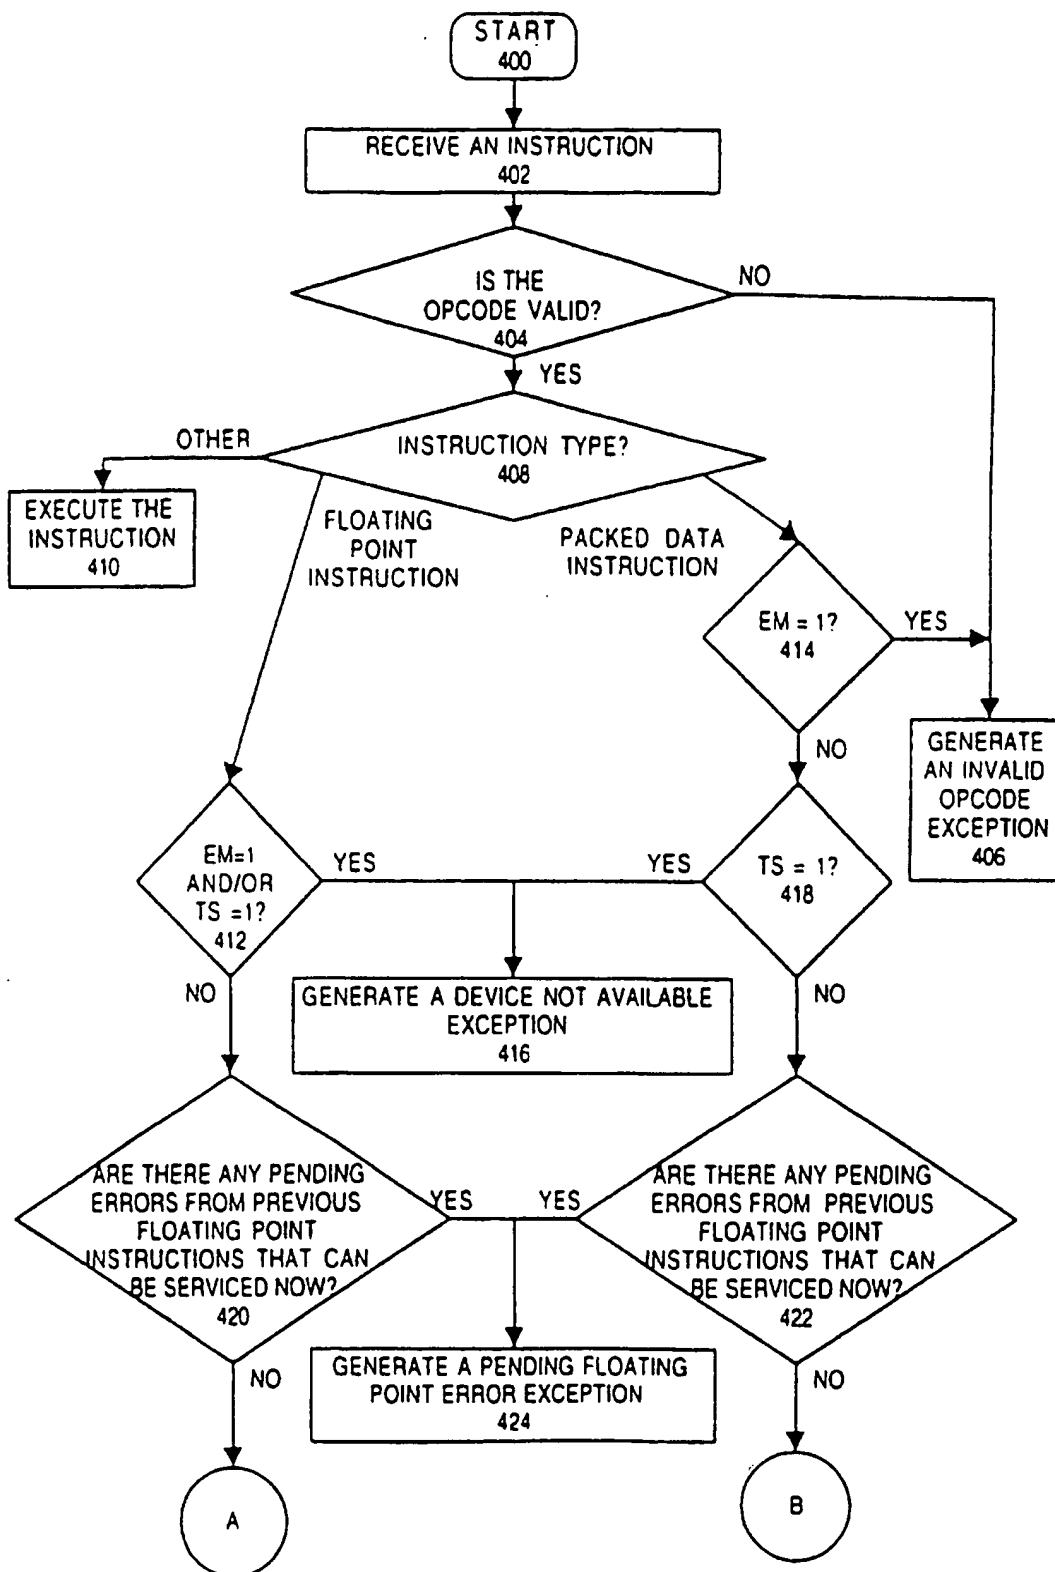 START
400
RECEIVE AN INSTRUCTION
402
IS THE
OPCODE VALID?
404
NO
YES
INSTRUCTION TYPE?
408
OTHER
EXECUTE THE
INSTRUCTION
410
FLOATING
POINT
INSTRUCTION
PACKED DATA
INSTRUCTION
EM = 1?
414
YES
NO
GENERATE
AN INVALID
OPCODE
EXCEPTION
406
EM=1
AND/OR
TS =1?
412
YES
YES
TS = 1?
418
NO
GENERATE A DEVICE NOT AVAILABLE
EXCEPTION
416
NO
ARE THERE ANY PENDING
ERRORS FROM PREVIOUS
FLOATING POINT
INSTRUCTIONS THAT CAN
BE SERVICED NOW?
420
YES
YES
ARE THERE ANY PENDING
ERRORS FROM PREVIOUS
FLOATING POINT
INSTRUCTIONS THAT CAN
BE SERVICED NOW?
422
NO
GENERATE A PENDING FLOATING
POINT ERROR EXCEPTION
424
NO
A
B